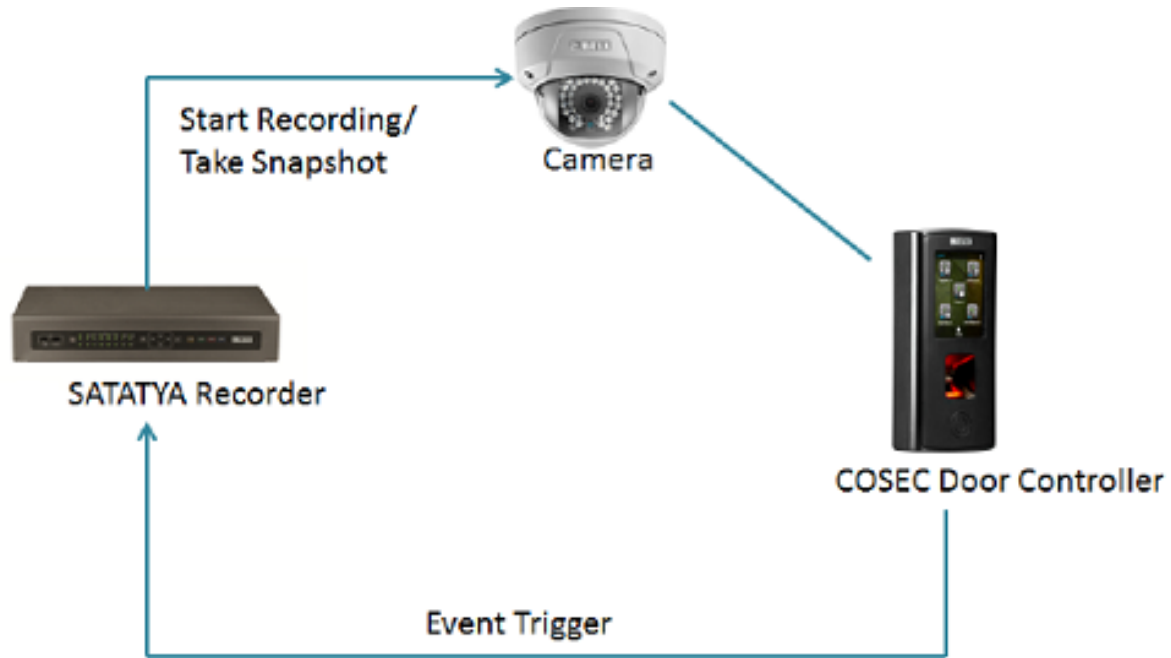 Start Recording/
Take Snapshot
Camera
SATATYA Recorder
COSEC Door Controller
Event Trigger